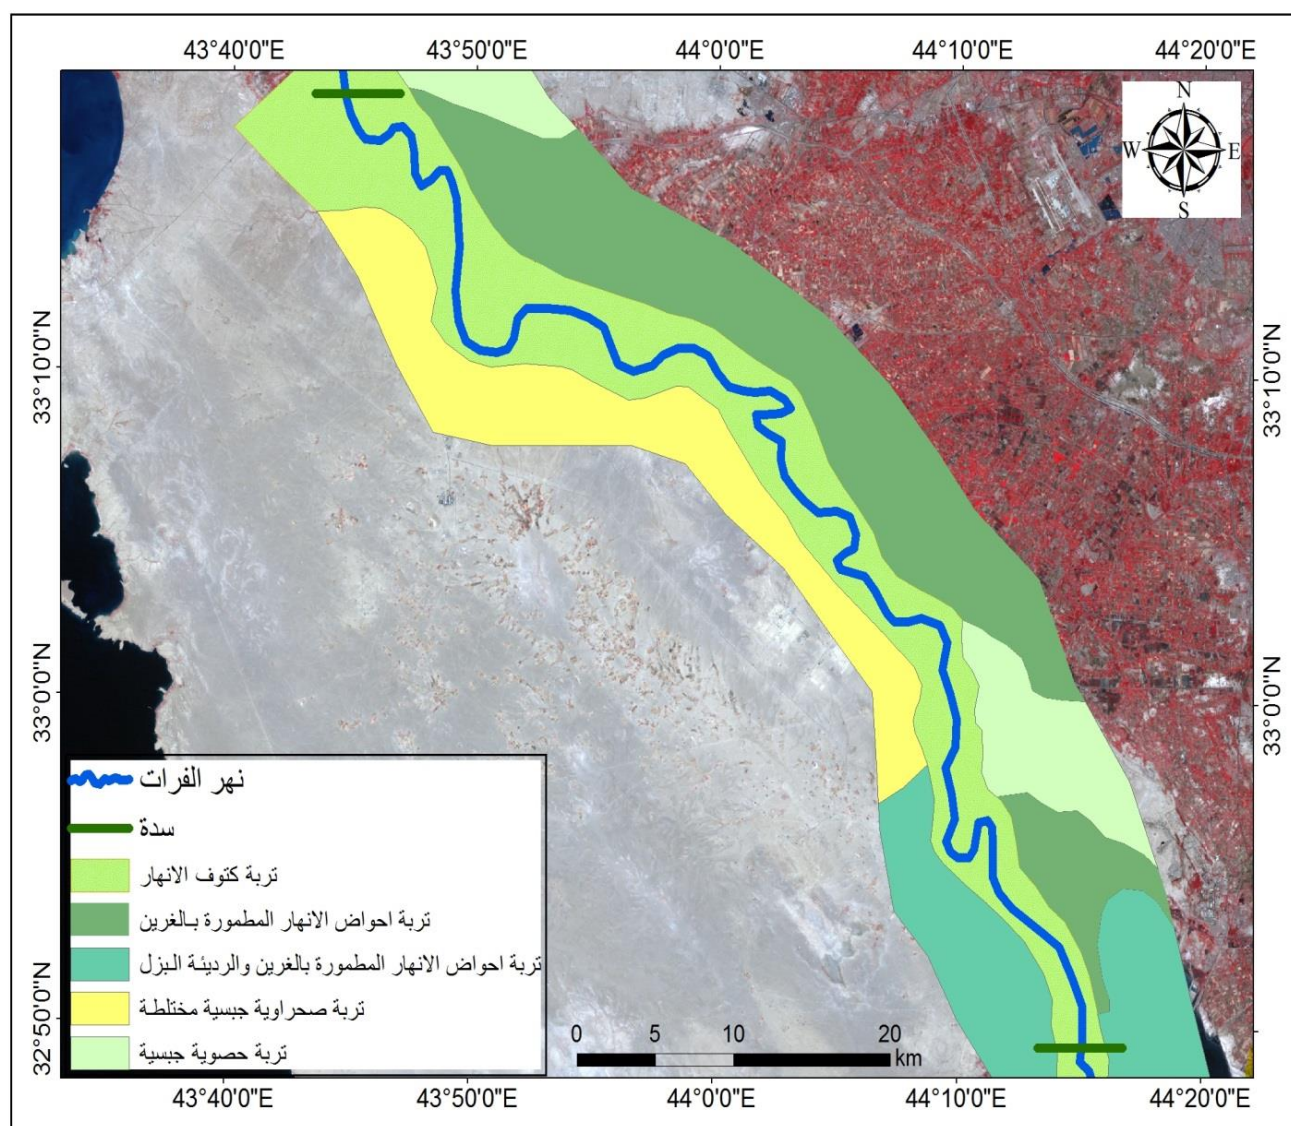 43°40'0"E 43°50'0"E 44°0'0"E 44°10'0"E 44°20'0"E
N
W E
S
33°10'0"N 33°10'0"N
33°0'0"N 33°0'0"N
32°50'0"N
نهر الفرات
سدة
تربة كتوف الانهار
تربة احواض الانهار المطمورة بالغرين
تربة احواض الانهار المطمورة بالغرين والرديئة البزل
تربة صحراوية جبسية مختلطة
تربة حصوية جبسية
0 5 10 20
km
43°40'0"E 43°50'0"E 44°0'0"E 44°10'0"E 44°20'0"E